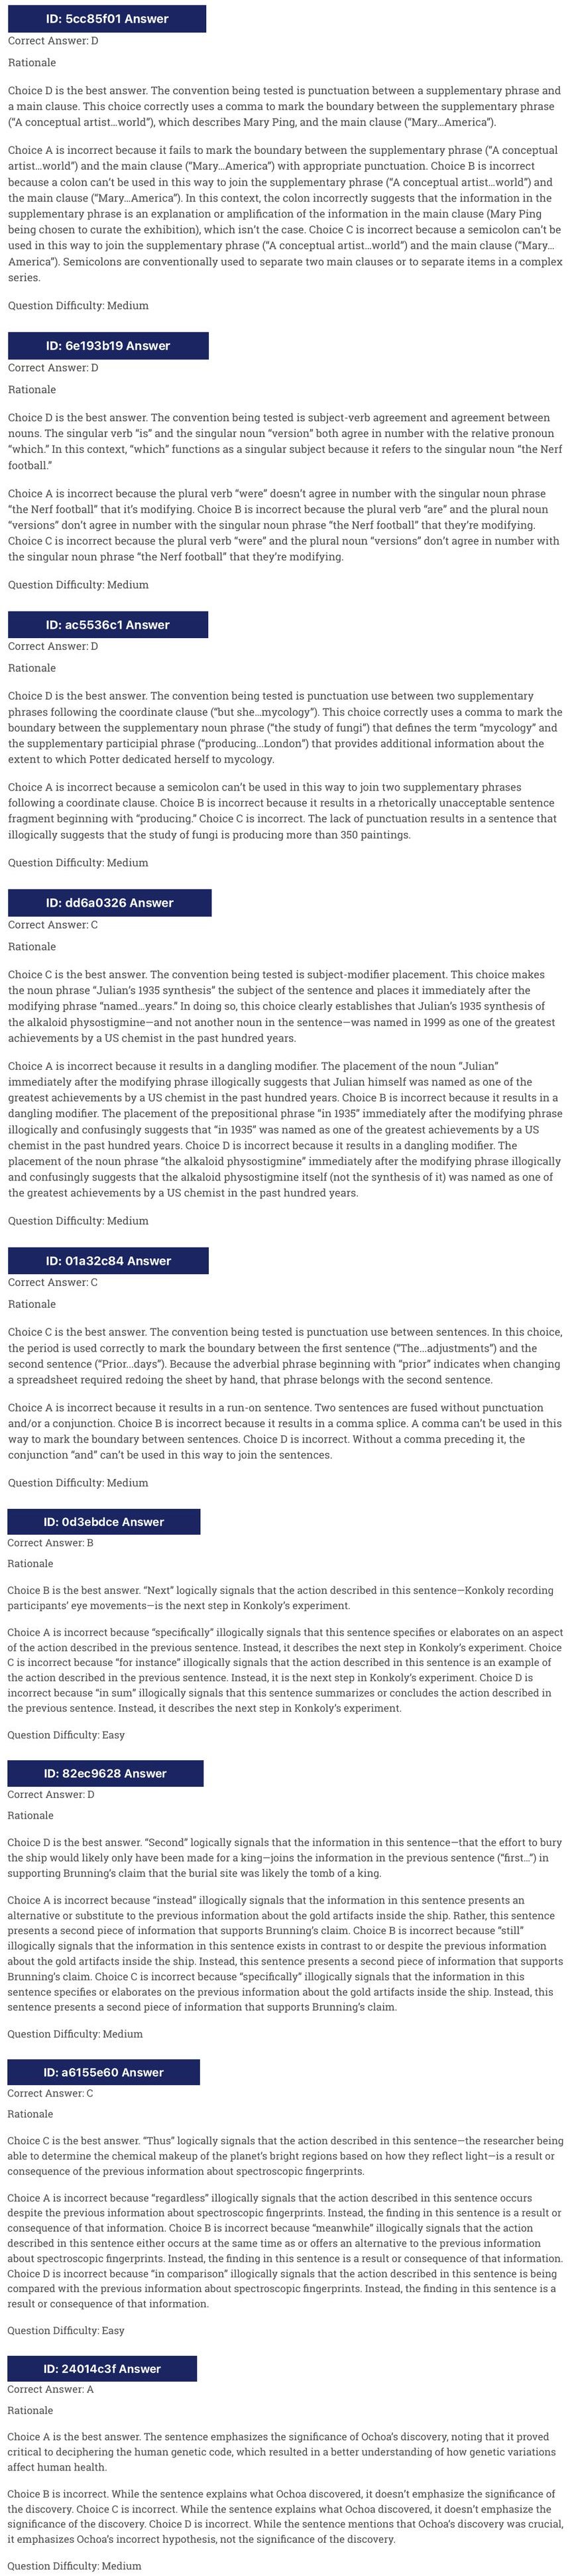 ID: 5cc85f01 Answer
Correct Answer: D
Rationale
Choice D is the best answer. The convention being tested is punctuation between a supplementary phrase and
a main clause. This choice correctly uses a comma to mark the boundary between the supplementary phrase
(“A conceptual artist…world”), which describes Mary Ping, and the main clause (“Mary…America”).
Choice A is incorrect because it fails to mark the boundary between the supplementary phrase (“A conceptual
artist…world”) and the main clause (“Mary…America”) with appropriate punctuation. Choice B is incorrect
because a colon can’t be used in this way to join the supplementary phrase (“A conceptual artist…world”) and
the main clause (“Mary…America”). In this context, the colon incorrectly suggests that the information in the
supplementary phrase is an explanation or amplification of the information in the main clause (Mary Ping
being chosen to curate the exhibition), which isn’t the case. Choice C is incorrect because a semicolon can’t be
used in this way to join the supplementary phrase (“A conceptual artist…world”) and the main clause (“Mary…
America”). Semicolons are conventionally used to separate two main clauses or to separate items in a complex
series.
Question Difficulty: Medium
ID: 6e193b19 Answer
Correct Answer: D
Rationale
Choice D is the best answer. The convention being tested is subject-verb agreement and agreement between
nouns. The singular verb “is” and the singular noun “version” both agree in number with the relative pronoun
“which.” In this context, “which” functions as a singular subject because it refers to the singular noun “the Nerf
football.”
Choice A is incorrect because the plural verb “were” doesn’t agree in number with the singular noun phrase
“the Nerf football” that it’s modifying. Choice B is incorrect because the plural verb “are” and the plural noun
“versions” don’t agree in number with the singular noun phrase “the Nerf football” that they’re modifying.
Choice C is incorrect because the plural verb “were” and the plural noun “versions” don’t agree in number with
the singular noun phrase “the Nerf football” that they’re modifying.
Question Difficulty: Medium
ID: ac5536c1 Answer
Correct Answer: D
Rationale
Choice D is the best answer. The convention being tested is punctuation use between two supplementary
phrases following the coordinate clause (“but she…mycology”). This choice correctly uses a comma to mark the
boundary between the supplementary noun phrase (“the study of fungi”) that defines the term “mycology” and
the supplementary participial phrase (“producing…London”) that provides additional information about the
extent to which Potter dedicated herself to mycology.
Choice A is incorrect because a semicolon can’t be used in this way to join two supplementary phrases
following a coordinate clause. Choice B is incorrect because it results in a rhetorically unacceptable sentence
fragment beginning with “producing.” Choice C is incorrect. The lack of punctuation results in a sentence that
illogically suggests that the study of fungi is producing more than 350 paintings.
Question Difficulty: Medium
ID: dd6a0326 Answer
Correct Answer: C
Rationale
Choice C is the best answer. The convention being tested is subject-modifier placement. This choice makes
the noun phrase “Julian’s 1935 synthesis” the subject of the sentence and places it immediately after the
modifying phrase “named…years.” In doing so, this choice clearly establishes that Julian’s 1935 synthesis of
the alkaloid physostigmine—and not another noun in the sentence—was named in 1999 as one of the greatest
achievements by a US chemist in the past hundred years.
Choice A is incorrect because it results in a dangling modifier. The placement of the noun “Julian”
immediately after the modifying phrase illogically suggests that Julian himself was named as one of the
greatest achievements by a US chemist in the past hundred years. Choice B is incorrect because it results in a
dangling modifier. The placement of the prepositional phrase “in 1935” immediately after the modifying phrase
illogically and confusingly suggests that “in 1935” was named as one of the greatest achievements by a US
chemist in the past hundred years. Choice D is incorrect because it results in a dangling modifier. The
placement of the noun phrase “the alkaloid physostigmine” immediately after the modifying phrase illogically
and confusingly suggests that the alkaloid physostigmine itself (not the synthesis of it) was named as one of
the greatest achievements by a US chemist in the past hundred years.
Question Difficulty: Medium
ID: 01a32c84 Answer
Correct Answer: C
Rationale
Choice C is the best answer. The convention being tested is punctuation use between sentences. In this choice,
the period is used correctly to mark the boundary between the first sentence (“The…adjustments”) and the
second sentence (“Prior…days”). Because the adverbial phrase beginning with “prior” indicates when changing
a spreadsheet required redoing the sheet by hand, that phrase belongs with the second sentence.
Choice A is incorrect because it results in a run-on sentence. Two sentences are fused without punctuation
and/or a conjunction. Choice B is incorrect because it results in a comma splice. A comma can’t be used in this
way to mark the boundary between sentences. Choice D is incorrect. Without a comma preceding it, the
conjunction “and” can’t be used in this way to join the sentences.
Question Difficulty: Medium
ID: 0d3ebdce Answer
Correct Answer: B
Rationale
Choice B is the best answer. “Next” logically signals that the action described in this sentence—Konkoly recording
participants’ eye movements—is the next step in Konkoly’s experiment.
Choice A is incorrect because “specifically” illogically signals that this sentence specifies or elaborates on an aspect
of the action described in the previous sentence. Instead, it describes the next step in Konkoly’s experiment. Choice
C is incorrect because “for instance” illogically signals that the action described in this sentence is an example of
the action described in the previous sentence. Instead, it is the next step in Konkoly’s experiment. Choice D is
incorrect because “in sum” illogically signals that this sentence summarizes or concludes the action described in
the previous sentence. Instead, it describes the next step in Konkoly’s experiment.
Question Difficulty: Easy
ID: 82ec9628 Answer
Correct Answer: D
Rationale
Choice D is the best answer. “Second” logically signals that the information in this sentence—that the effort to bury
the ship would likely only have been made for a king—joins the information in the previous sentence (“first…”) in
supporting Brunning’s claim that the burial site was likely the tomb of a king.
Choice A is incorrect because “instead” illogically signals that the information in this sentence presents an
alternative or substitute to the previous information about the gold artifacts inside the ship. Rather, this sentence
presents a second piece of information that supports Brunning’s claim. Choice B is incorrect because “still”
illogically signals that the information in this sentence exists in contrast to or despite the previous information
about the gold artifacts inside the ship. Instead, this sentence presents a second piece of information that supports
Brunning’s claim. Choice C is incorrect because “specifically” illogically signals that the information in this
sentence specifies or elaborates on the previous information about the gold artifacts inside the ship. Instead, this
sentence presents a second piece of information that supports Brunning’s claim.
Question Difficulty: Medium
ID: a6155e60 Answer
Correct Answer: C
Rationale
Choice C is the best answer. “Thus” logically signals that the action described in this sentence—the researcher being
able to determine the chemical makeup of the planet’s bright regions based on how they reflect light—is a result or
consequence of the previous information about spectroscopic fingerprints.
Choice A is incorrect because “regardless” illogically signals that the action described in this sentence occurs
despite the previous information about spectroscopic fingerprints. Instead, the finding in this sentence is a result or
consequence of that information. Choice B is incorrect because “meanwhile” illogically signals that the action
described in this sentence either occurs at the same time as or offers an alternative to the previous information
about spectroscopic fingerprints. Instead, the finding in this sentence is a result or consequence of that information.
Choice D is incorrect because “in comparison” illogically signals that the action described in this sentence is being
compared with the previous information about spectroscopic fingerprints. Instead, the finding in this sentence is a
result or consequence of that information.
Question Difficulty: Easy
ID: 24014c3f Answer
Correct Answer: A
Rationale
Choice A is the best answer. The sentence emphasizes the significance of Ochoa’s discovery, noting that it proved
critical to deciphering the human genetic code, which resulted in a better understanding of how genetic variations
affect human health.
Choice B is incorrect. While the sentence explains what Ochoa discovered, it doesn’t emphasize the significance of
the discovery. Choice C is incorrect. While the sentence explains what Ochoa discovered, it doesn’t emphasize the
significance of the discovery. Choice D is incorrect. While the sentence mentions that Ochoa’s discovery was crucial,
it emphasizes Ochoa’s incorrect hypothesis, not the significance of the discovery.
Question Difficulty: Medium